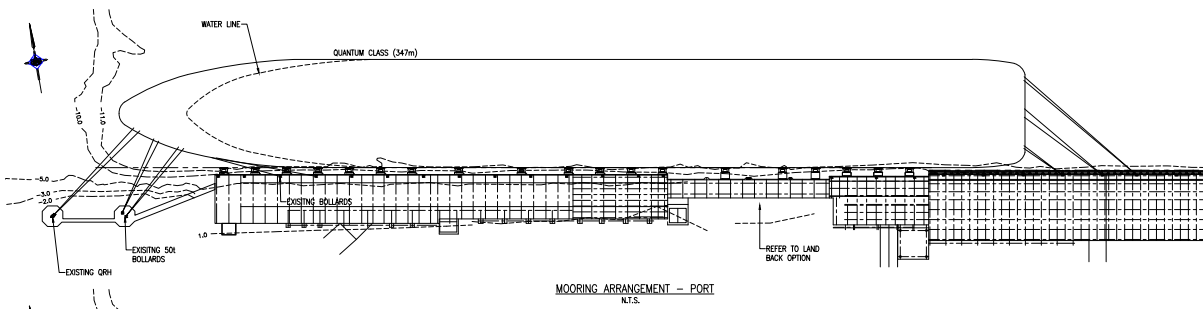 WATER LINE
QUANTUM CLASS (347m)
-10.0
-11.0
-5.0
-3.0
-2.0
EXISTING BOLLARDS
1.0
EXISITNG 50t
BOLLARDS
EXISTING QRH
REFER TO LAND
BACK OPTION
MOORING ARRANGEMENT - PORT
N.T.S.